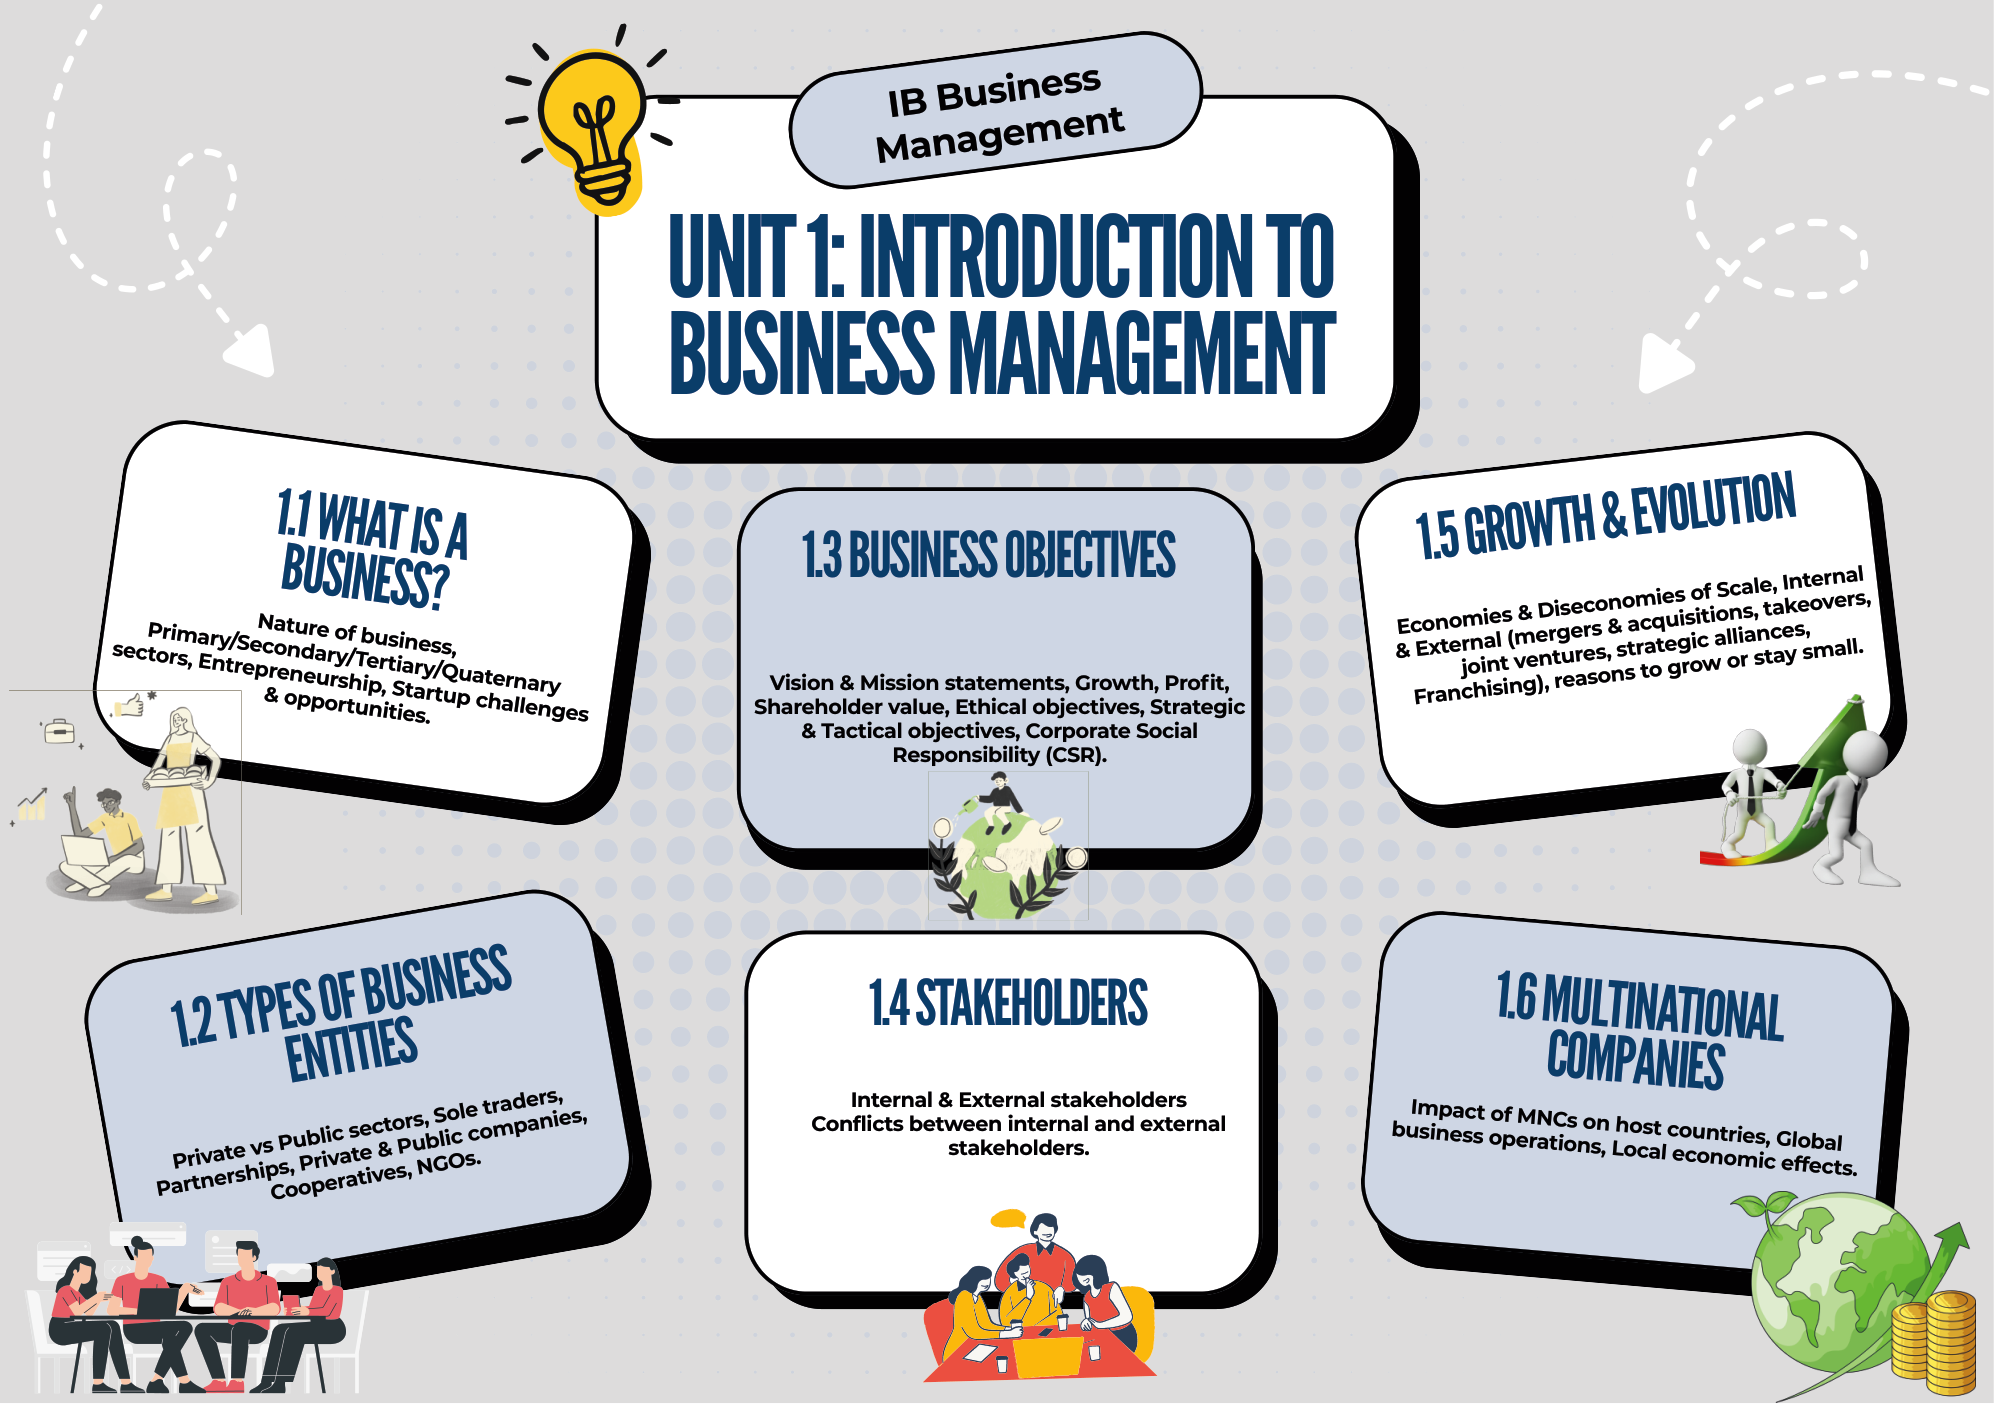 IB Business
Management
UNIT 1: INTRODUCTION TO
BUSINESS MANAGEMENT
1.1 WHAT IS A
BUSINESS?
Nature of business,
Primary/Secondary/Tertiary/Quaternary
sectors, Entrepreneurship, Startup challenges
& opportunities.
1.2 TYPES OF BUSINESS
ENTITIES
Private vs Public sectors, Sole traders,
Partnerships, Private & Public companies,
Cooperatives, NGOs.
1.3 BUSINESS OBJECTIVES
Vision & Mission statements, Growth, Profit,
Shareholder value, Ethical objectives, Strategic
& Tactical objectives, Corporate Social
Responsibility (CSR).
1.4 STAKEHOLDERS
Internal & External stakeholders
Conflicts between internal and external
stakeholders.
1.5 GROWTH & EVOLUTION
Economies & Diseconomies of Scale, Internal
& External (mergers & acquisitions, takeovers,
joint ventures, strategic alliances,
Franchising), reasons to grow or stay small.
1.6 MULTINATIONAL
COMPANIES
Impact of MNCs on host countries, Global
business operations, Local economic effects.